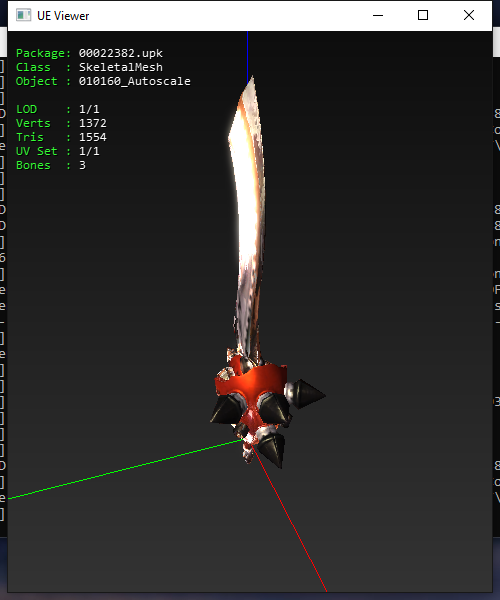 UE Viewer
Package: 00022382.upk
Class  : SkeletalMesh
Object : 010160_Autoscale
LOD    : 1/1
Verts  : 1372
Tris   : 1554
UV Set : 1/1
Bones  : 3